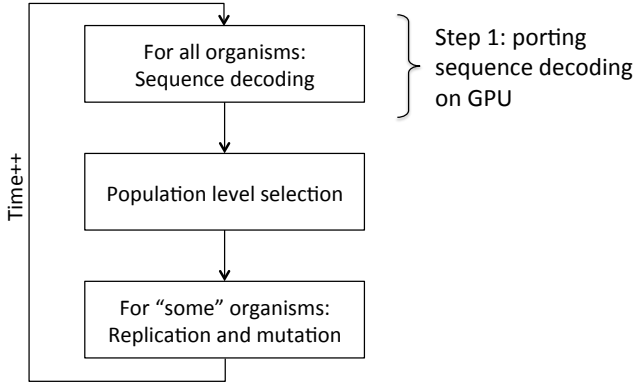 For all organisms:
Sequence decoding
Step 1: porting
sequence decoding
on GPU
Time++
Population level selection
For “some” organisms:
Replication and mutation